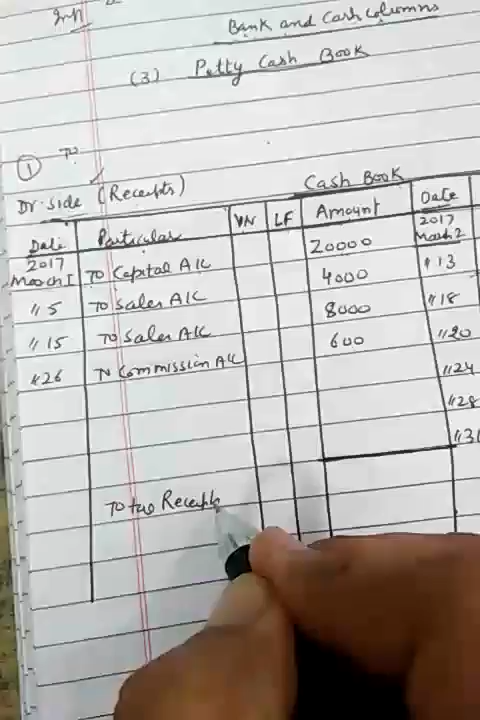 Bank and Cash columns
(3) Petty Cash Book
① To
Dr side (Receipts)
Cash Book
Date Particular VN LF Amount Date
2017 March 1 To Capital A/c 20000 2017 March 2
"5 To Sales A/c 4000 "13
"15 To Sales A/c 8000 "18
"26 To Commission A/c 600 "20
"24
"28
"31
Receipts